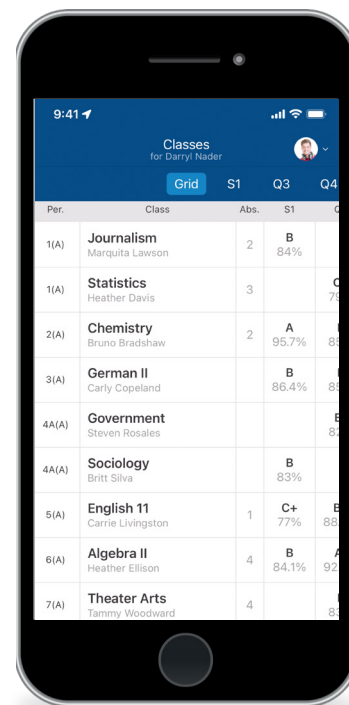 9:41
Classes
for Darryl Nader
Grid S1 Q3 Q4
Per. Class Abs. S1
1(A) Journalism 2 B
Marquita Lawson 84%
1(A) Statistics 3
Heather Davis
2(A) Chemistry 2 A
Bruno Bradshaw 95.7%
3(A) German II B
Carly Copeland 86.4%
4A(A) Government
Steven Rosales
4A(A) Sociology B
Britt Silva 83%
5(A) English 11 1 C+
Carrie Livingston 77%
6(A) Algebra II 4 B
Heather Ellison 84.1%
7(A) Theater Arts 4
Tammy Woodward